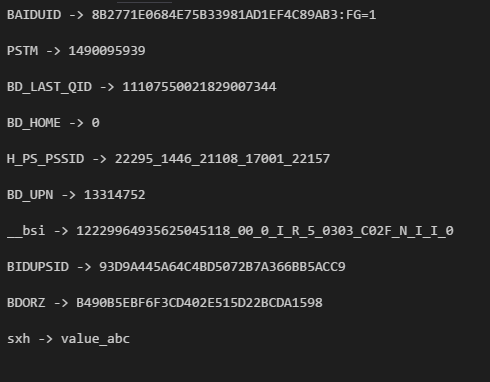 BAIDUID -> 8B2771E0684E75B33981AD1EF4C89AB3:FG=1
PSTM -> 1490095939
BD_LAST_QID -> 11107550021829007344
BD_HOME -> 0
H_PS_PSSID -> 22295_1446_21108_17001_22157
BD_UPN -> 13314752
__bsi -> 12229964935625045118_00_0_I_R_5_0303_C02F_N_I_I_0
BIDUPSID -> 93D9A445A64C4BD5072B7A366BB5ACC9
BDORZ -> B490B5EBF6F3CD402E515D22BCDA1598
sxh -> value_abc